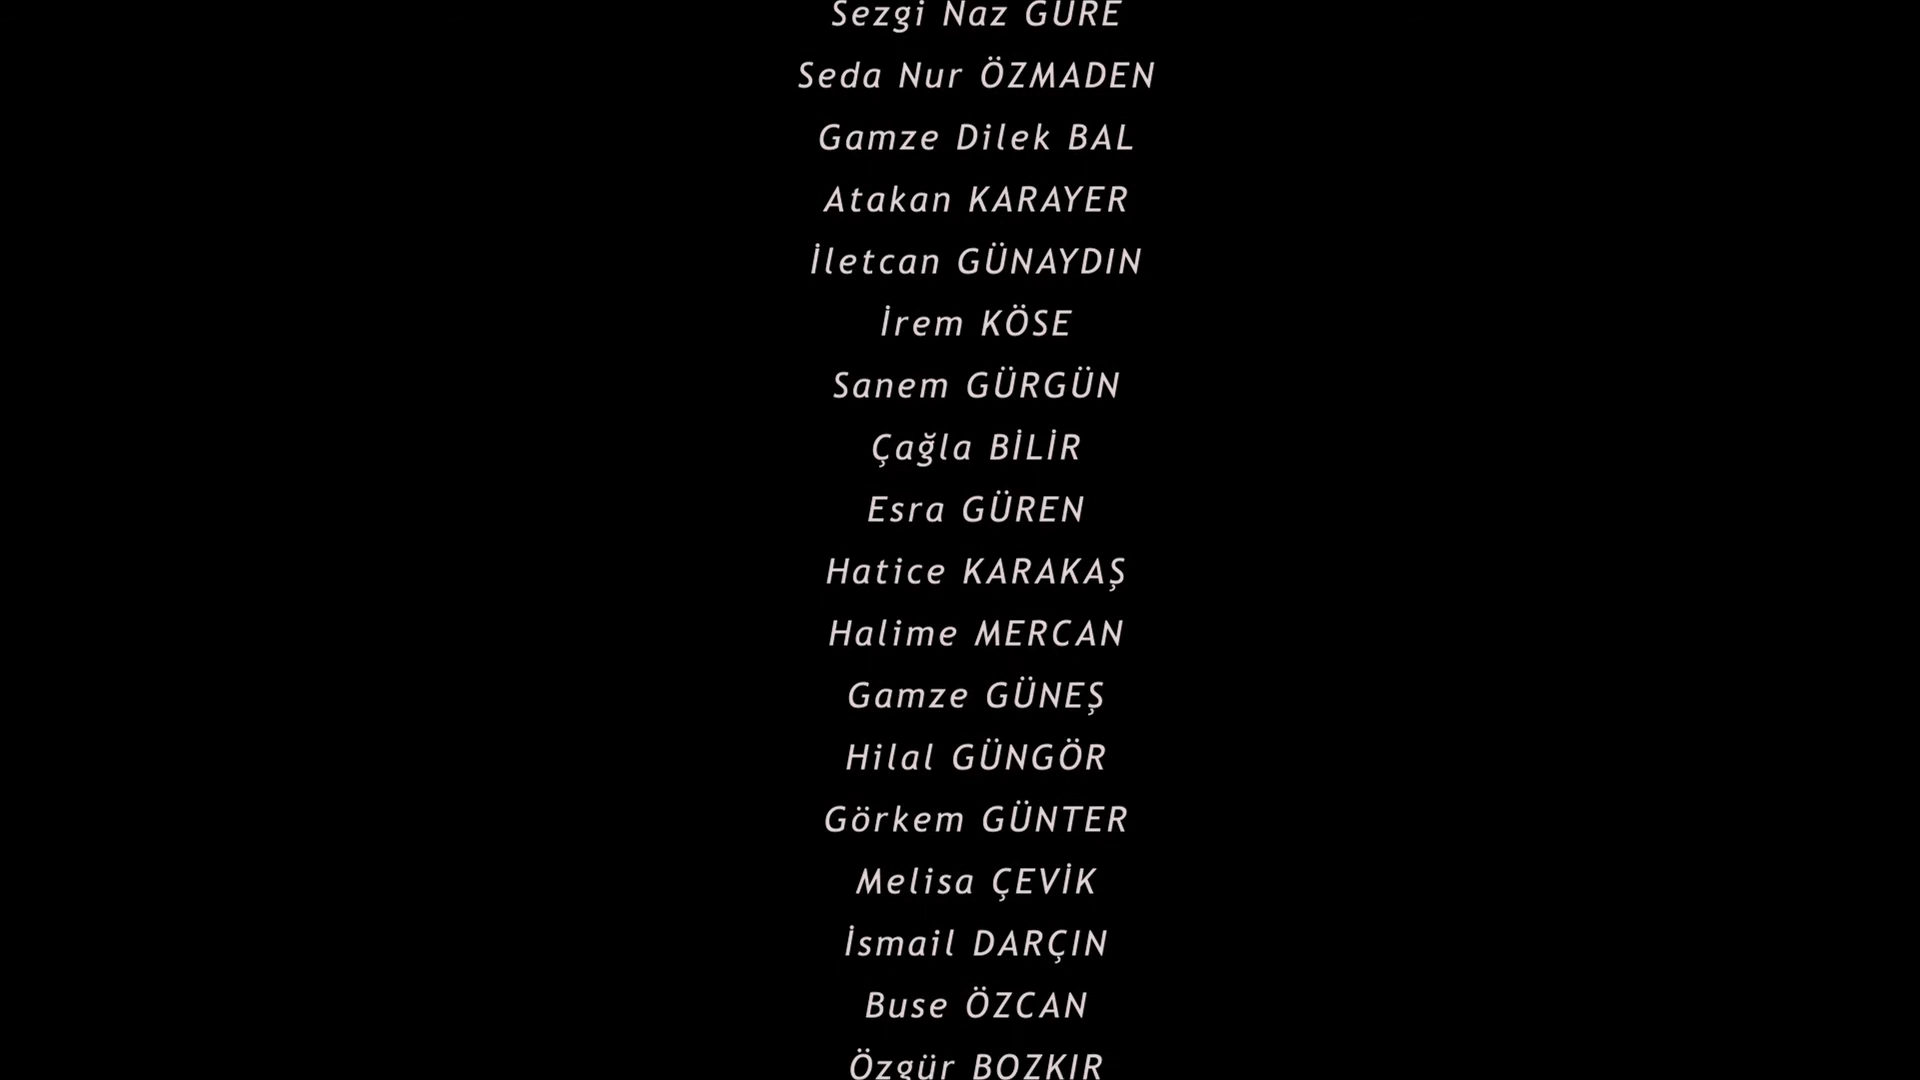 Sezgi Naz GÜRE
Seda Nur ÖZMADEN
Gamze Dilek BAL
Atakan KARAYER
İletcan GÜNAYDIN
İrem KÖSE
Sanem GÜRGÜN
Çağla BİLİR
Esra GÜREN
Hatice KARAKAŞ
Halime MERCAN
Gamze GÜNEŞ
Hilal GÜNGÖR
Görkem GÜNTER
Melisa ÇEVİK
İsmail DARÇIN
Buse ÖZCAN
Özgür BOZKIR